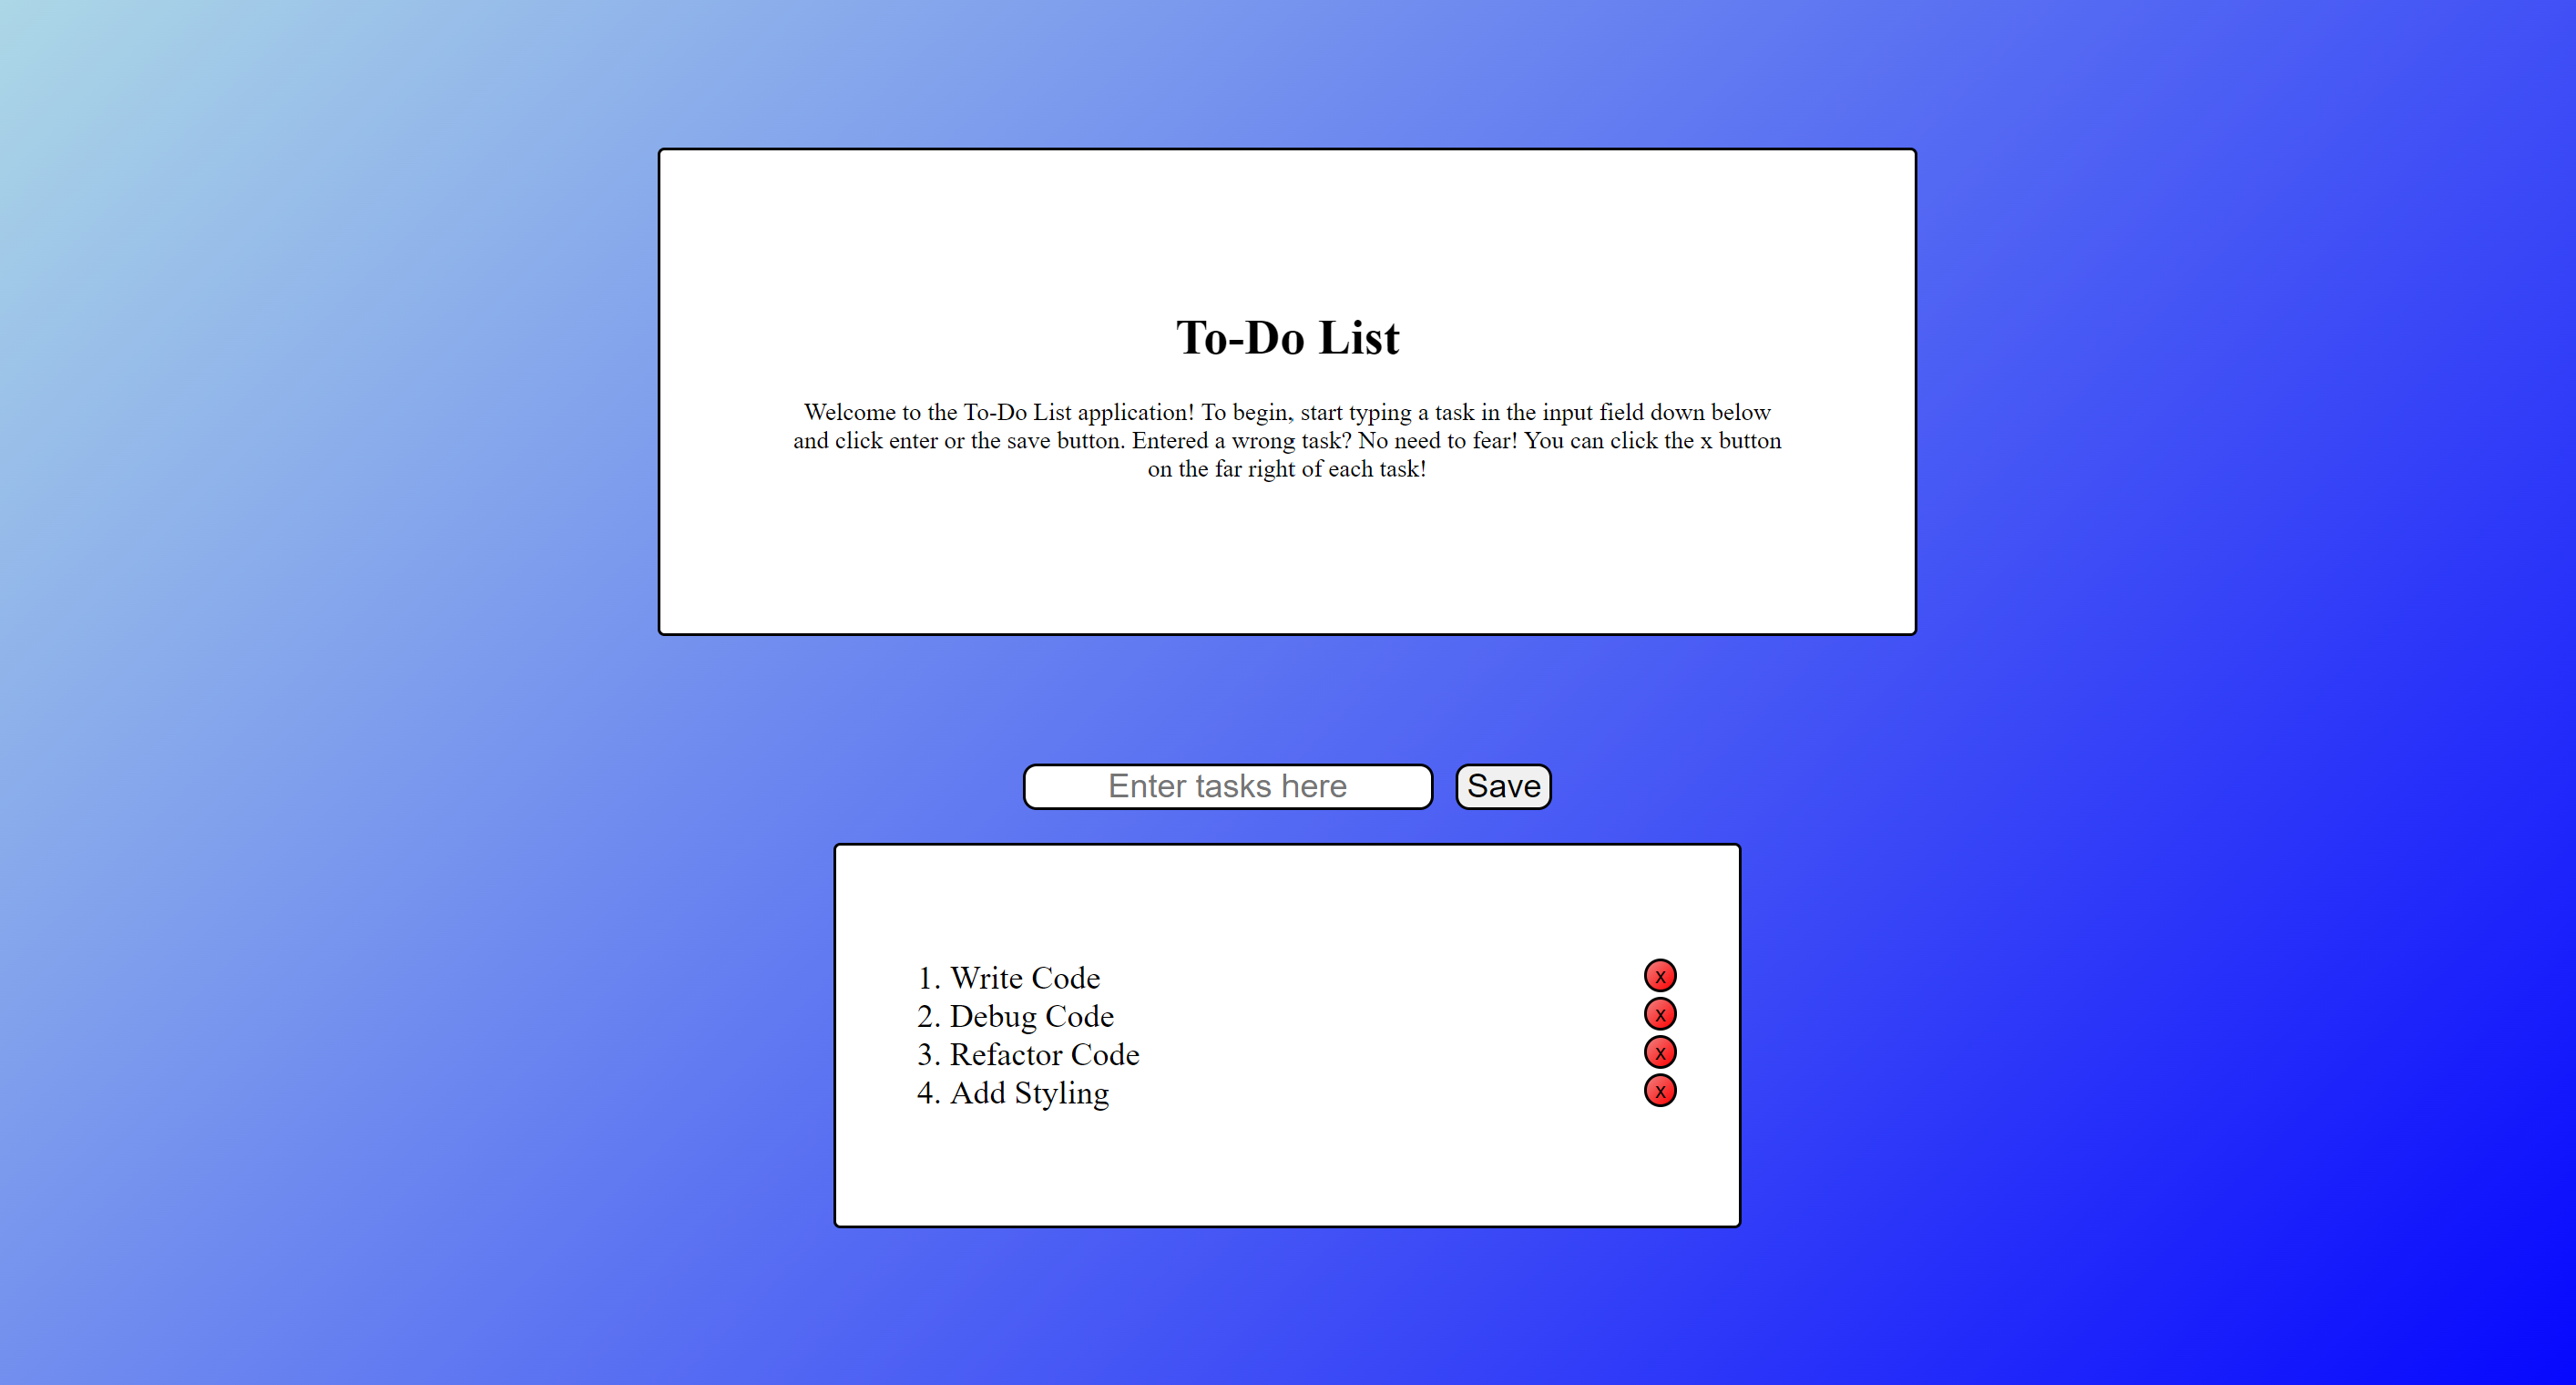 To-Do List
Welcome to the To-Do List application! To begin, start typing a task in the input field down below
and click enter or the save button. Entered a wrong task? No need to fear! You can click the x button
on the far right of each task!
Enter tasks here Save
1. Write Code x
2. Debug Code x
3. Refactor Code x
4. Add Styling x